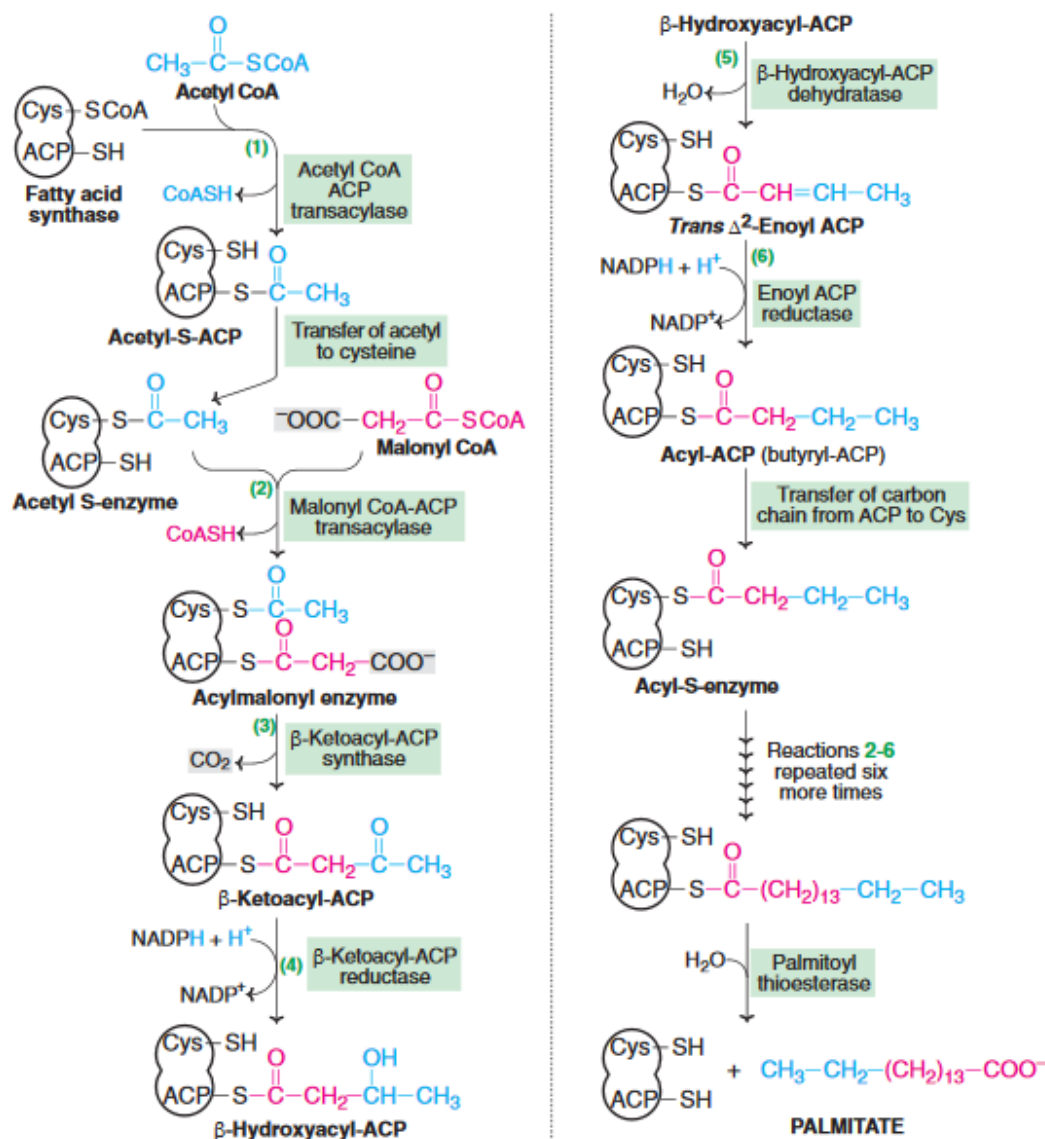 O
CH₃–C–SCoA
Acetyl CoA
Cys–SCoA
ACP–SH
Fatty acid
synthase
(1)
CoASH
Acetyl CoA
ACP
transacylase
Cys–SH
O
ACP–S–C–CH₃
Acetyl-S-ACP
Transfer of acetyl
to cysteine
O
Cys–S–C–CH₃
ACP–SH
Acetyl S-enzyme
O
⁻OOC–CH₂–C–SCoA
Malonyl CoA
(2)
CoASH
Malonyl CoA-ACP
transacylase
O
Cys–S–C–CH₃
O
ACP–S–C–CH₂–COO⁻
Acylmalonyl enzyme
(3)
CO₂
β-Ketoacyl-ACP
synthase
Cys–SH
O O
ACP–S–C–CH₂–C–CH₃
β-Ketoacyl-ACP
NADPH + H⁺
(4)
NADP⁺
β-Ketoacyl-ACP
reductase
Cys–SH
O OH
ACP–S–C–CH₂–CH–CH₃
β-Hydroxyacyl-ACP
β-Hydroxyacyl-ACP
(5)
H₂O
β-Hydroxyacyl-ACP
dehydratase
Cys–SH
O
ACP–S–C–CH=CH–CH₃
Trans Δ²-Enoyl ACP
NADPH + H⁺
(6)
NADP⁺
Enoyl ACP
reductase
Cys–SH
O
ACP–S–C–CH₂–CH₂–CH₃
Acyl-ACP (butyryl-ACP)
Transfer of carbon
chain from ACP to Cys
O
Cys–S–C–CH₂–CH₂–CH₃
ACP–SH
Acyl-S-enzyme
Reactions 2-6
repeated six
more times
Cys–SH
O
ACP–S–C–(CH₂)₁₃–CH₂–CH₃
H₂O
Palmitoyl
thioesterase
Cys–SH
ACP–SH
+ CH₃–CH₂–(CH₂)₁₃–COO⁻
PALMITATE